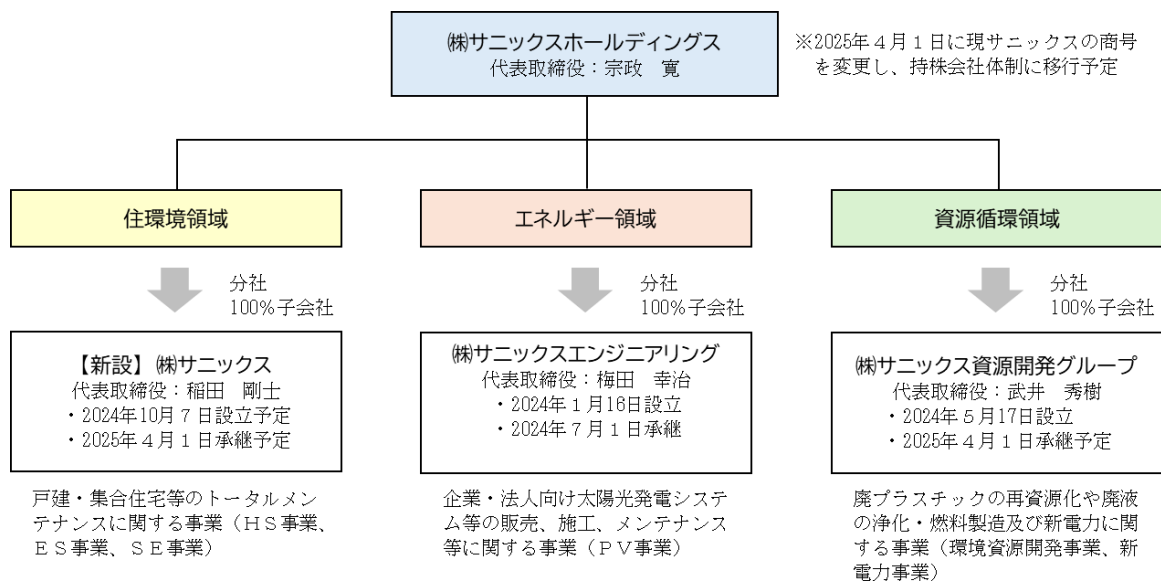 ㈱サニックスホールディングス
代表取締役：宗政　寛
※2025年４月１日に現サニックスの商号
を変更し、持株会社体制に移行予定
住環境領域
エネルギー領域
資源循環領域
分社
100%子会社
分社
100%子会社
分社
100%子会社
【新設】㈱サニックス
代表取締役：稲田　剛士
・2024年10月７日設立予定
・2025年４月１日承継予定
㈱サニックスエンジニアリング
代表取締役：梅田　幸治
・2024年１月16日設立
・2024年７月１日承継
㈱サニックス資源開発グループ
代表取締役：武井　秀樹
・2024年５月17日設立
・2025年４月１日承継予定
戸建・集合住宅等のトータルメン
テナンスに関する事業（ＨＳ事業、
ＥＳ事業、ＳＥ事業）
企業・法人向け太陽光発電システ
ム等の販売、施工、メンテナンス
等に関する事業（ＰＶ事業）
廃プラスチックの再資源化や廃液
の浄化・燃料製造及び新電力に関
する事業（環境資源開発事業、新
電力事業）